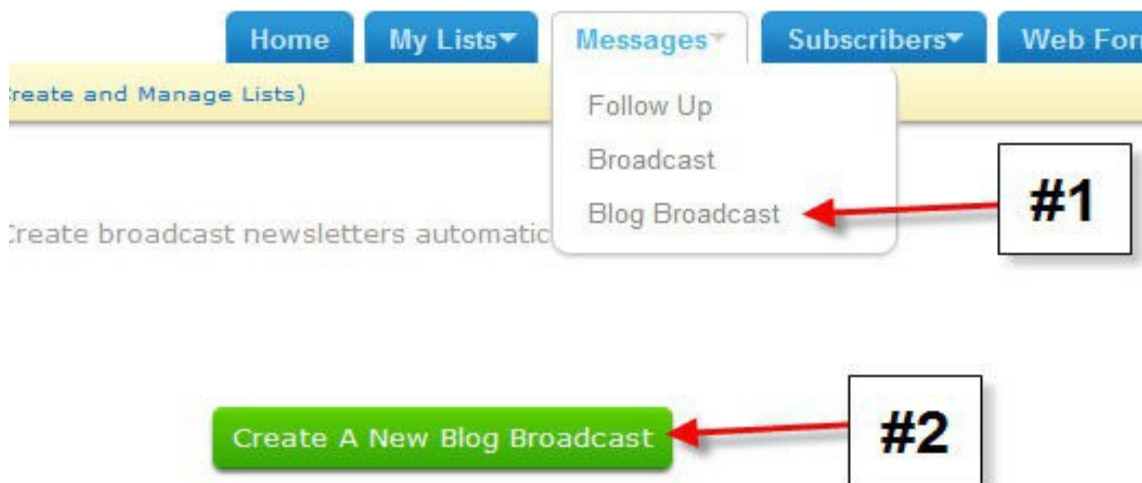 Home My Lists Messages Subscribers Web For
reate and Manage Lists)
Follow Up
Broadcast
Blog Broadcast
#1
reate broadcast newsletters automatic
Create A New Blog Broadcast
#2